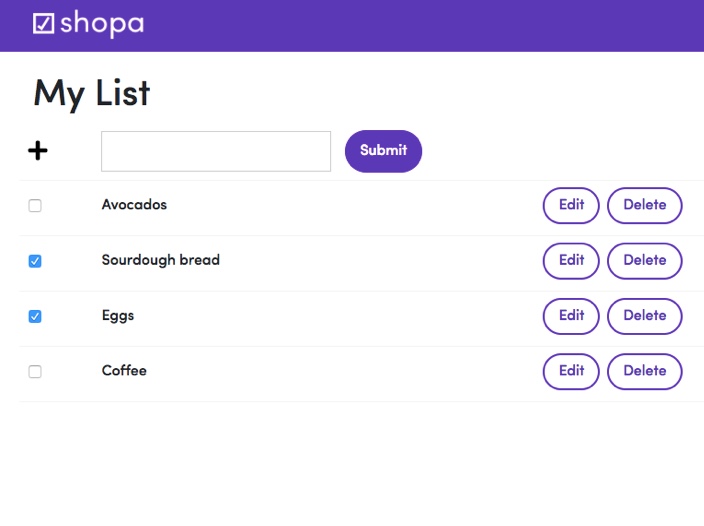 shopa
My List
Submit
Avocados Edit Delete
Sourdough bread Edit Delete
Eggs Edit Delete
Coffee Edit Delete